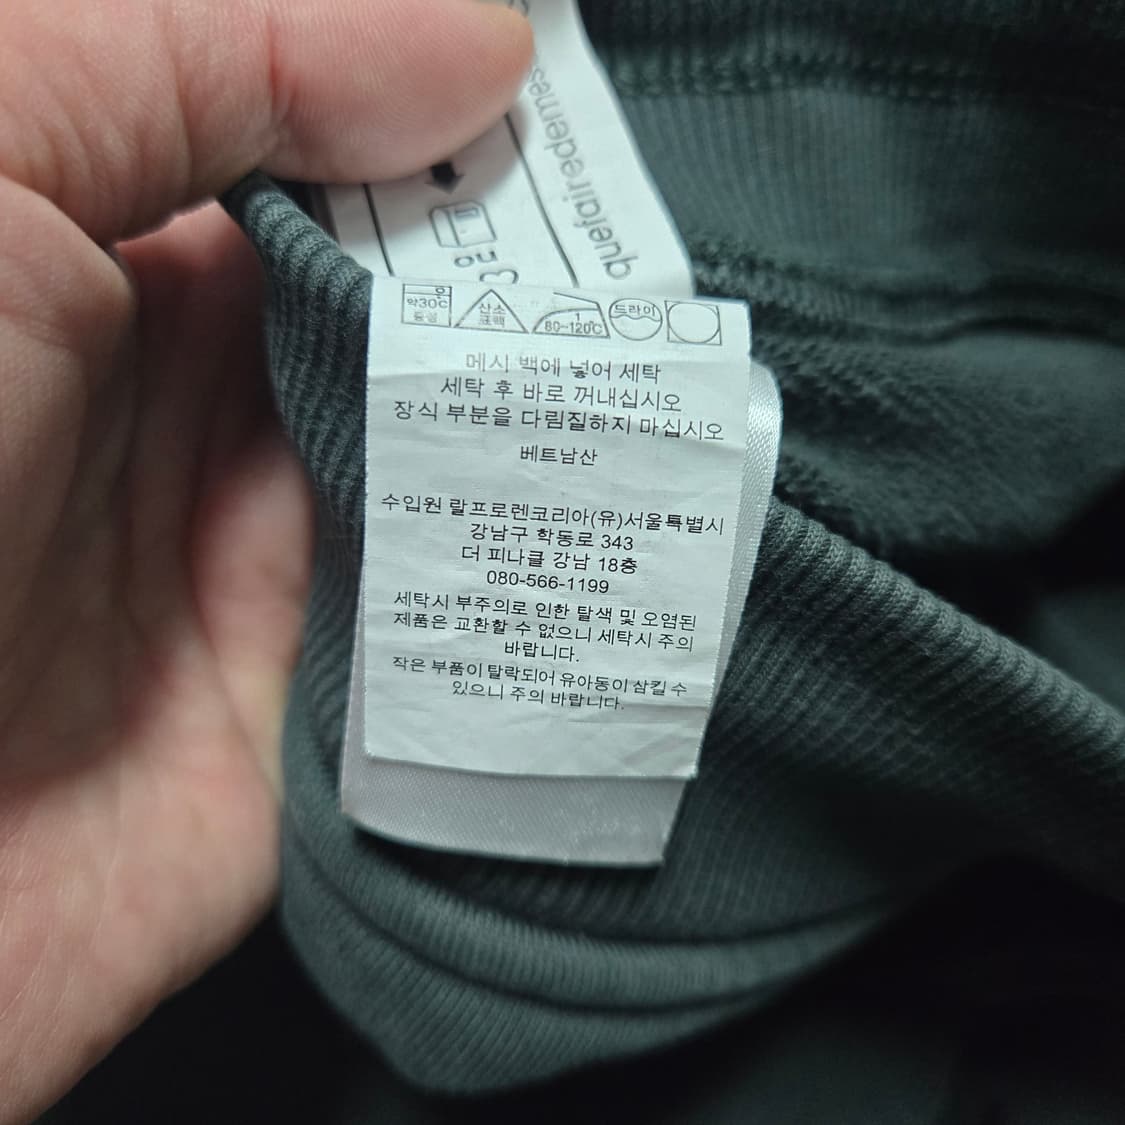 quefairedemes
약30℃
중성
산소
표백
1
80~120℃
드라이
메시 백에 넣어 세탁
세탁 후 바로 꺼내십시오
장식 부분을 다림질하지 마십시오
베트남산
수입원 랄프로렌코리아(유)서울특별시
강남구 학동로 343
더 피나클 강남 18층
080-566-1199
세탁시 부주의로 인한 탈색 및 오염된
제품은 교환할 수 없으니 세탁시 주의
바랍니다.
작은 부품이 탈락되어 유아동이 삼킬 수
있으니 주의 바랍니다.